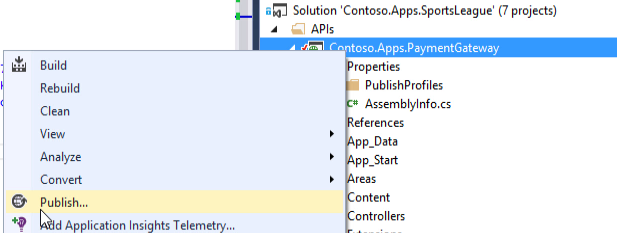 Solution 'Contoso.Apps.SportsLeague' (7 projects)
APIs
Contoso.Apps.PaymentGateway
Properties
PublishProfiles
C# AssemblyInfo.cs
References
App_Data
App_Start
Areas
Content
Controllers
Extensions
Build
Rebuild
Clean
View
Analyze
Convert
Publish...
Add Application Insights Telemetry...